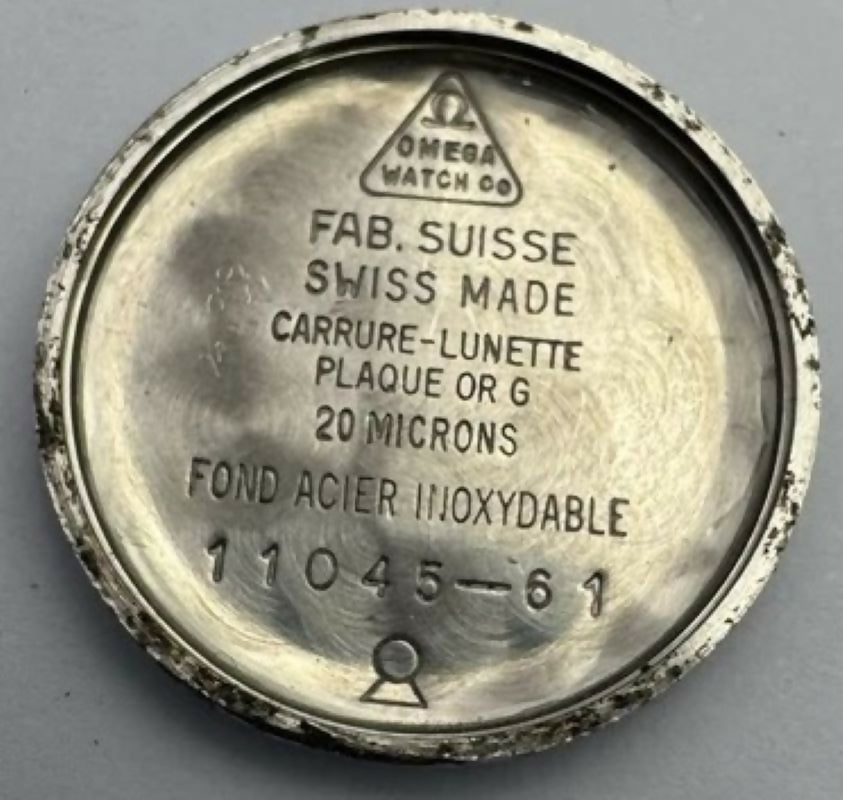 Ω
OMEGA
WATCH CO
FAB. SUISSE
SWISS MADE
CARRURE-LUNETTE
PLAQUE OR G
20 MICRONS
FOND ACIER INOXYDABLE
11045-61